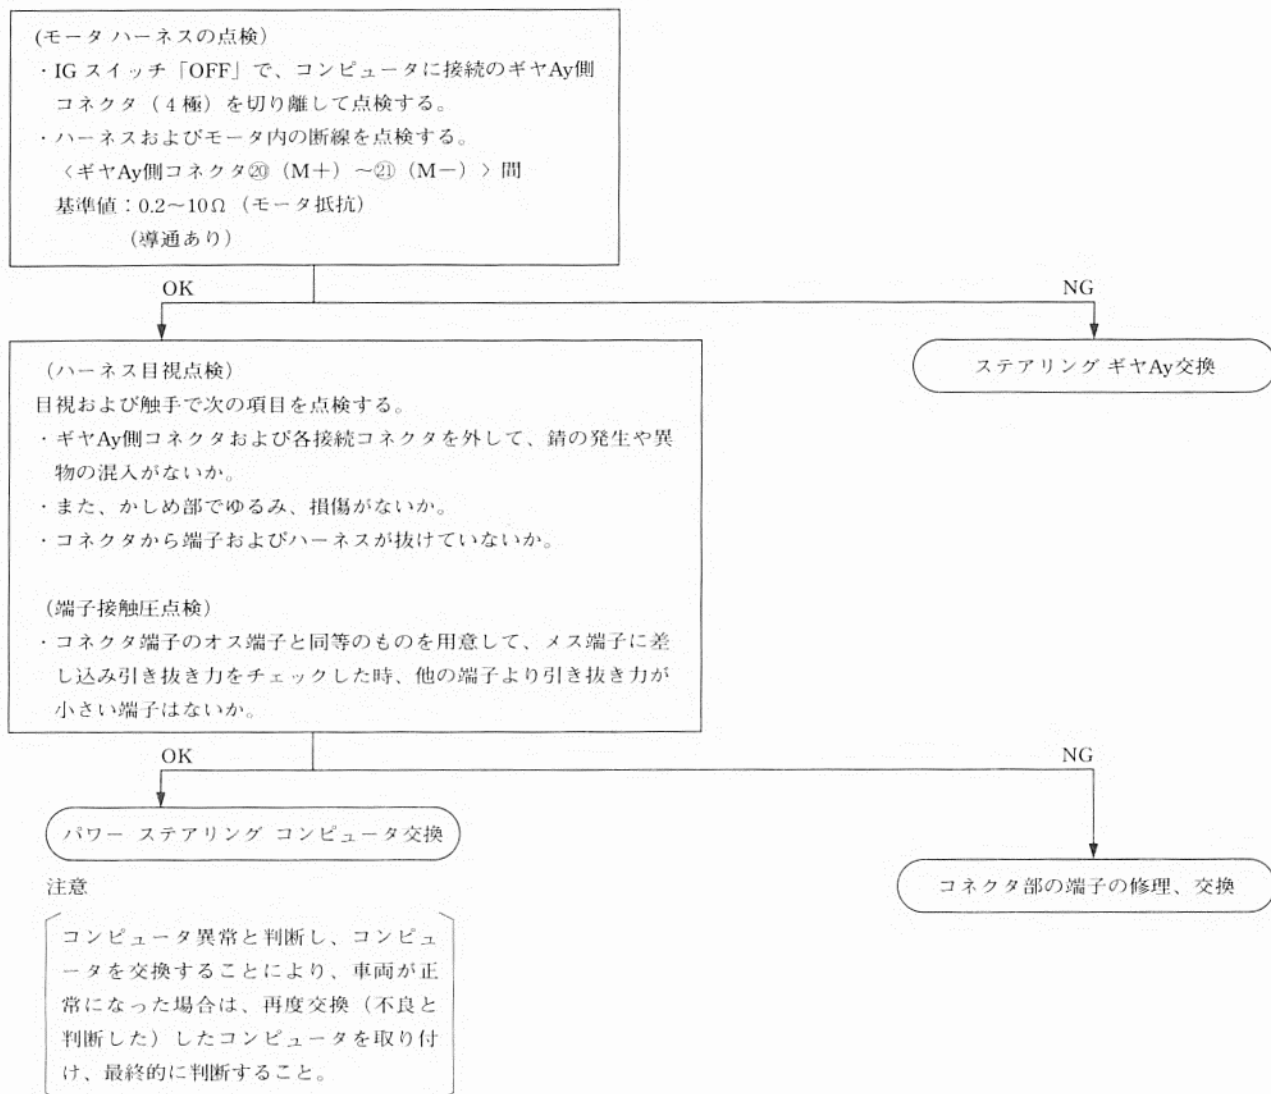 (モータ ハーネスの点検)
・IG スイッチ「OFF」で、コンピュータに接続のギヤAy側
コネクタ（４極）を切り離して点検する。
・ハーネスおよびモータ内の断線を点検する。
〈ギヤAy側コネクタ⑳（M＋）～㉑（M－）〉間
基準値：0.2～10Ω（モータ抵抗）
（導通あり）
OK
NG
ステアリング ギヤAy交換
（ハーネス目視点検）
目視および触手で次の項目を点検する。
・ギヤAy側コネクタおよび各接続コネクタを外して、錆の発生や異
物の混入がないか。
・また、かしめ部でゆるみ、損傷がないか。
・コネクタから端子およびハーネスが抜けていないか。
（端子接触圧点検）
・コネクタ端子のオス端子と同等のものを用意して、メス端子に差
し込み引き抜き力をチェックした時、他の端子より引き抜き力が
小さい端子はないか。
OK
NG
パワー ステアリング コンピュータ交換
コネクタ部の端子の修理、交換
注意
コンピュータ異常と判断し、コンピュ
ータを交換することにより、車両が正
常になった場合は、再度交換（不良と
判断した）したコンピュータを取り付
け、最終的に判断すること。